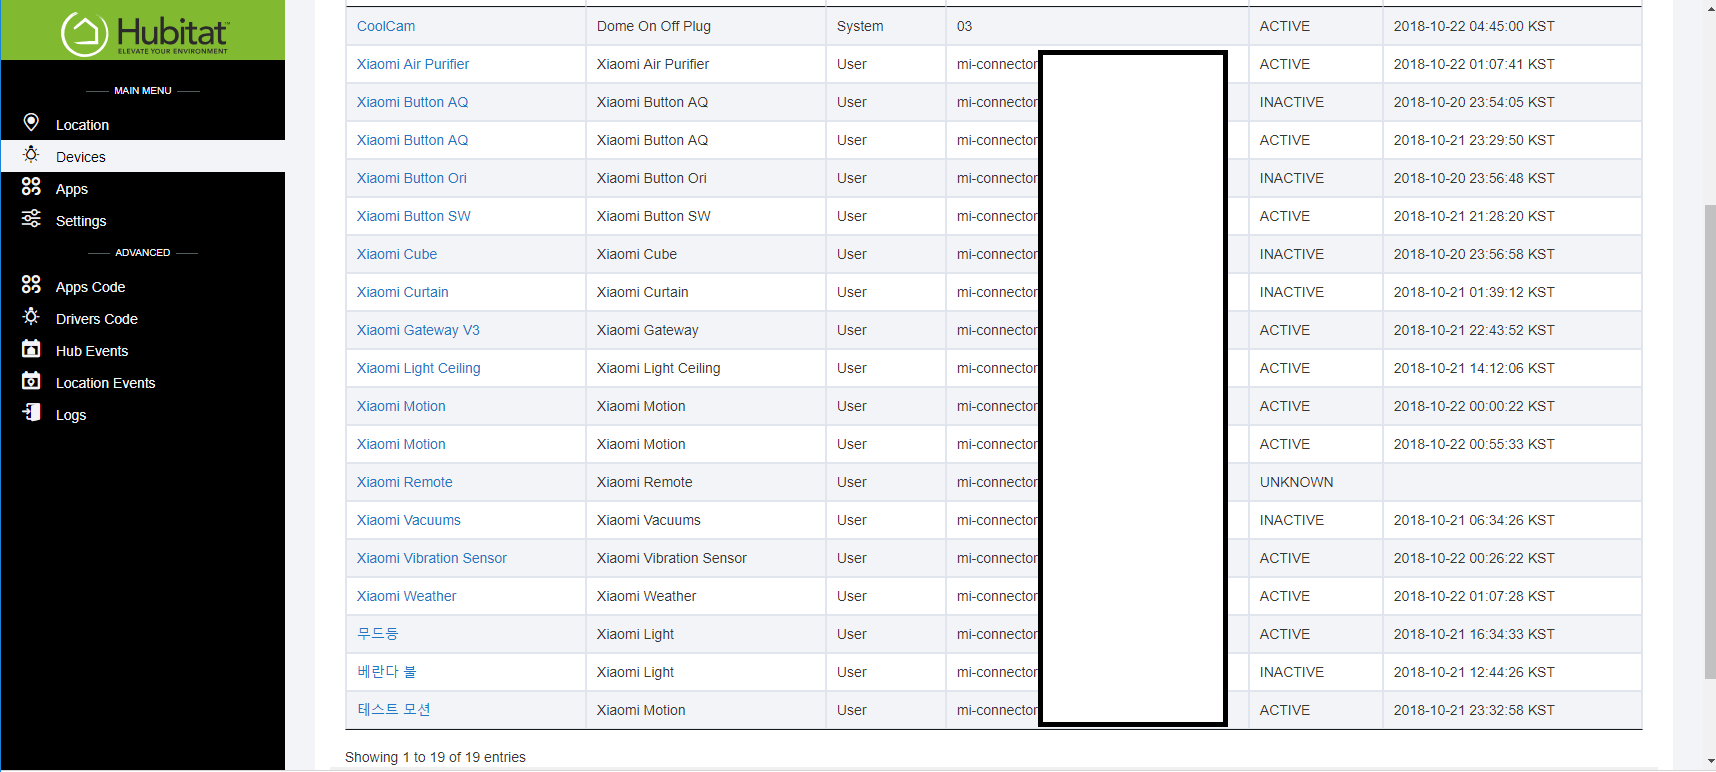 Hubitat™
ELEVATE YOUR ENVIRONMENT
MAIN MENU
Location
Devices
Apps
Settings
ADVANCED
Apps Code
Drivers Code
Hub Events
Location Events
Logs
CoolCam Dome On Off Plug System 03 ACTIVE 2018-10-22 04:45:00 KST
Xiaomi Air Purifier Xiaomi Air Purifier User mi-connector ACTIVE 2018-10-22 01:07:41 KST
Xiaomi Button AQ Xiaomi Button AQ User mi-connector INACTIVE 2018-10-20 23:54:05 KST
Xiaomi Button AQ Xiaomi Button AQ User mi-connector ACTIVE 2018-10-21 23:29:50 KST
Xiaomi Button Ori Xiaomi Button Ori User mi-connector INACTIVE 2018-10-20 23:56:48 KST
Xiaomi Button SW Xiaomi Button SW User mi-connector ACTIVE 2018-10-21 21:28:20 KST
Xiaomi Cube Xiaomi Cube User mi-connector INACTIVE 2018-10-20 23:56:58 KST
Xiaomi Curtain Xiaomi Curtain User mi-connector INACTIVE 2018-10-21 01:39:12 KST
Xiaomi Gateway V3 Xiaomi Gateway User mi-connector ACTIVE 2018-10-21 22:43:52 KST
Xiaomi Light Ceiling Xiaomi Light Ceiling User mi-connector ACTIVE 2018-10-21 14:12:06 KST
Xiaomi Motion Xiaomi Motion User mi-connector ACTIVE 2018-10-22 00:00:22 KST
Xiaomi Motion Xiaomi Motion User mi-connector ACTIVE 2018-10-22 00:55:33 KST
Xiaomi Remote Xiaomi Remote User mi-connector UNKNOWN
Xiaomi Vacuums Xiaomi Vacuums User mi-connector INACTIVE 2018-10-21 06:34:26 KST
Xiaomi Vibration Sensor Xiaomi Vibration Sensor User mi-connector ACTIVE 2018-10-22 00:26:22 KST
Xiaomi Weather Xiaomi Weather User mi-connector ACTIVE 2018-10-22 01:07:28 KST
무드등 Xiaomi Light User mi-connector ACTIVE 2018-10-21 16:34:33 KST
베란다 불 Xiaomi Light User mi-connector INACTIVE 2018-10-21 12:44:26 KST
테스트 모션 Xiaomi Motion User mi-connector ACTIVE 2018-10-21 23:32:58 KST
Showing 1 to 19 of 19 entries